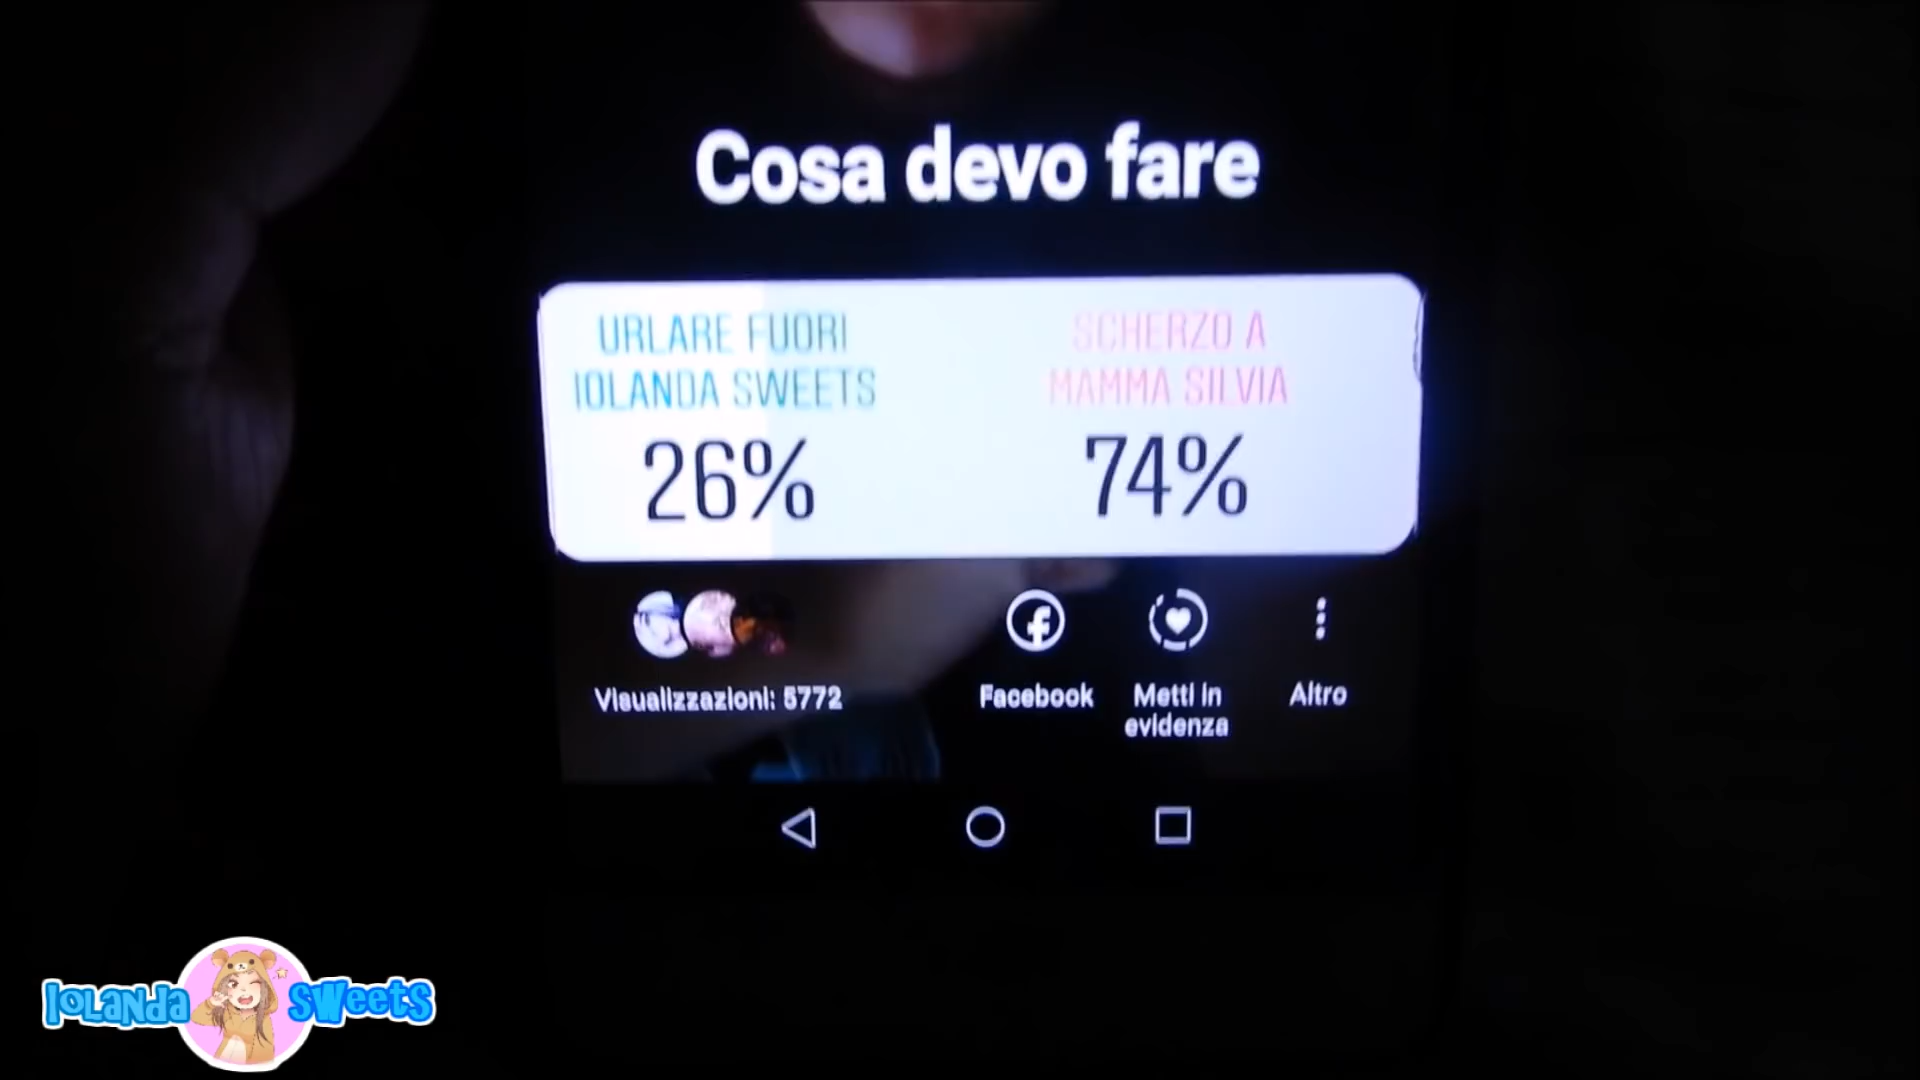 Cosa devo fare
URLARE FUORI
IOLANDA SWEETS
26%
SCHERZO A
MAMMA SILVIA
74%
Visualizzazioni: 5772
Facebook
Metti in
evidenza
Altro
IOLANDA SWEETS